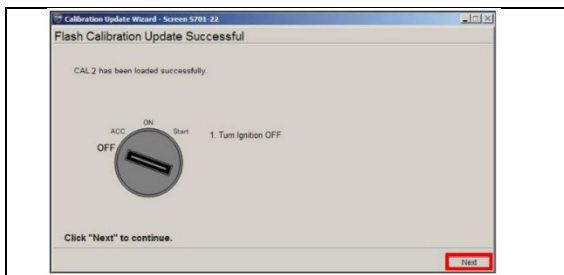 Calibration Update Wizard - Screen S701-22
Flash Calibration Update Successful
CAL 2 has been loaded successfully.
ON
ACC Start
OFF
1. Turn Ignition OFF
Click "Next" to continue.
Next